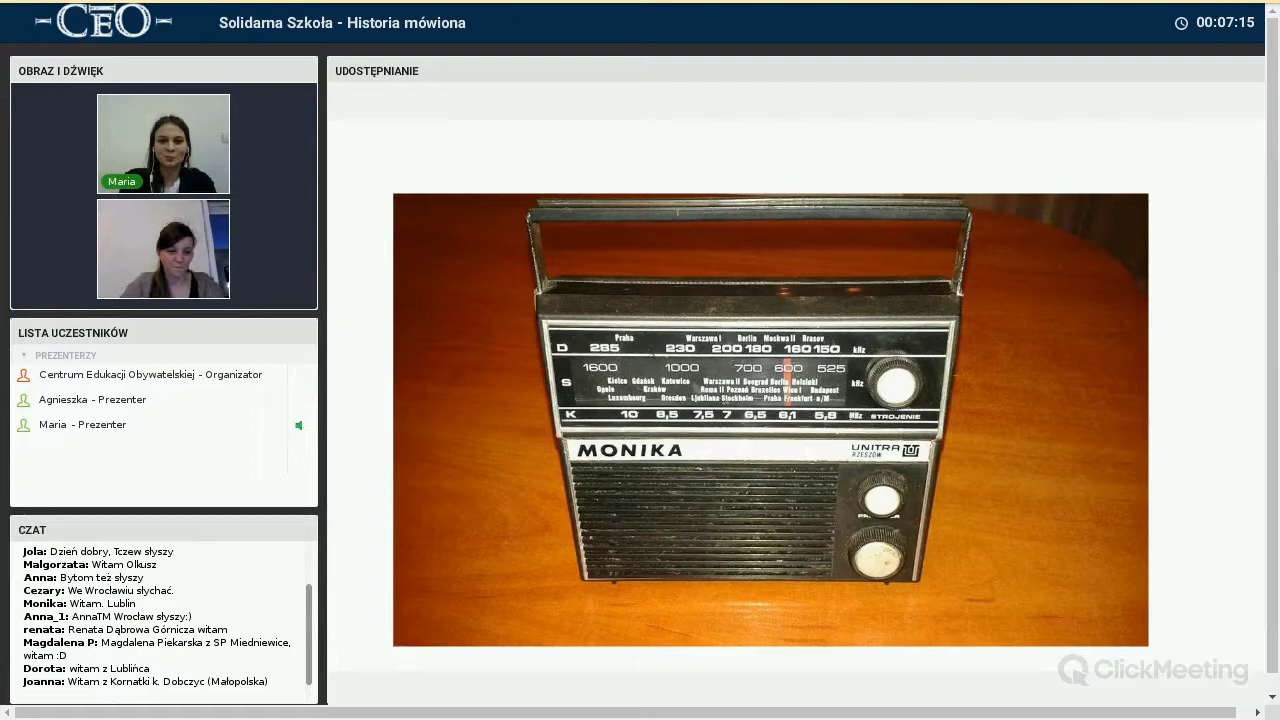 CEO
Solidarna Szkoła - Historia mówiona
00:07:15
OBRAZ I DŹWIĘK
Maria
LISTA UCZESTNIKÓW
PREZENTERZY
Centrum Edukacji Obywatelskiej - Organizator
Agnieszka - Prezenter
Maria - Prezenter
CZAT
Jola: Dzień dobry, Tczew słyszy
Malgorzata: Witam Olkusz
Anna: Bytom też słyszy
Cezary: We Wrocławiu słychać.
Monika: Witam. Lublin
Anna_1: AnnaTM Wrocław słyszy:)
renata: Renata Dąbrowa Górnicza witam
Magdalena P: Magdalena Piekarska z SP Miedniewice,
witam :D
Dorota: witam z Lublińca
Joanna: Witam z Kornatki k. Dobczyc (Małopolska)
UDOSTĘPNIANIE
Praha Warszawa I Berlin Moskwa II Brasov
D 285 230 200 180 160 150 kHz
1600 1000 700 600 525
S Kielce Gdańsk Katowice Warszawa II Beograd Berlin Helsinki kHz
Opole Kraków Roma II Poznań Bruxelles Wien I Budapest
Luxembourg Dresden Ljubliana Stockholm Praha Frankfurt n/M
K 10 8,5 7,5 7 6,5 6,1 5,8 MHz STROJENIE
MONIKA UNITRA
RZESZÓW
ClickMeeting